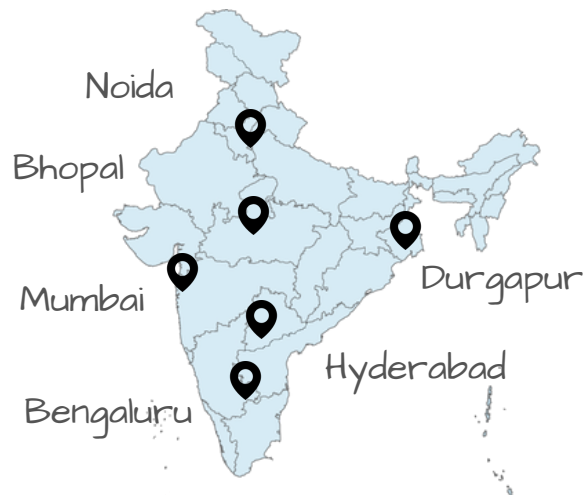 Noida
Bhopal
Durgapur
Mumbai
Hyderabad
Bengaluru